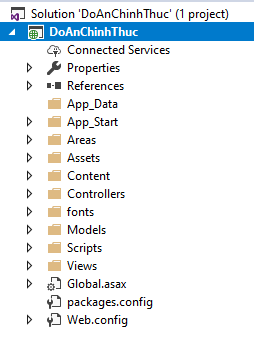 Solution 'DoAnChinhThuc' (1 project)
DoAnChinhThuc
Connected Services
Properties
References
App_Data
App_Start
Areas
Assets
Content
Controllers
fonts
Models
Scripts
Views
Global.asax
packages.config
Web.config